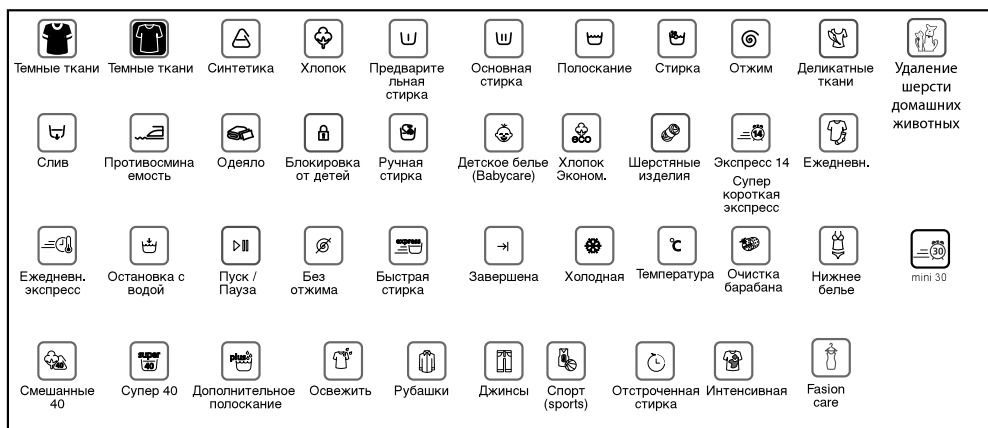 Темные ткани
Темные ткани
Синтетика
Хлопок
Предварите
льная
стирка
Основная
стирка
Полоскание
Стирка
Отжим
Деликатные
ткани
Удаление
шерсти
домашних
животных
Слив
Противосмина
емость
Одеяло
Блокировка
от детей
Ручная
стирка
Детское белье
(Babycare)
eco
Хлопок
Эконом.
Шерстяные
изделия
14
Экспресс 14
Супер
короткая
экспресс
Ежедневн.
Ежедневн.
экспресс
Остановка с
водой
Пуск /
Пауза
Без
отжима
express
Быстрая
стирка
Завершена
Холодная
°C
Температура
Очистка
барабана
Нижнее
белье
30
mini 30
40
Смешанные
40
super
40
Супер 40
plus
Дополнительное
полоскание
Освежить
Рубашки
Джинсы
Спорт
(sports)
Отстроченная
стирка
Интенсивная
Fasion
care